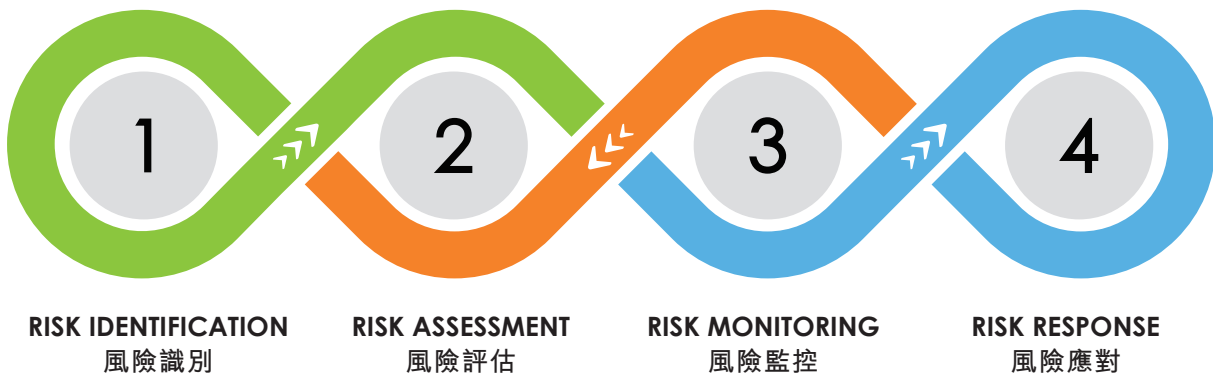 1
2
3
4
RISK IDENTIFICATION
風險識別
RISK ASSESSMENT
風險評估
RISK MONITORING
風險監控
RISK RESPONSE
風險應對